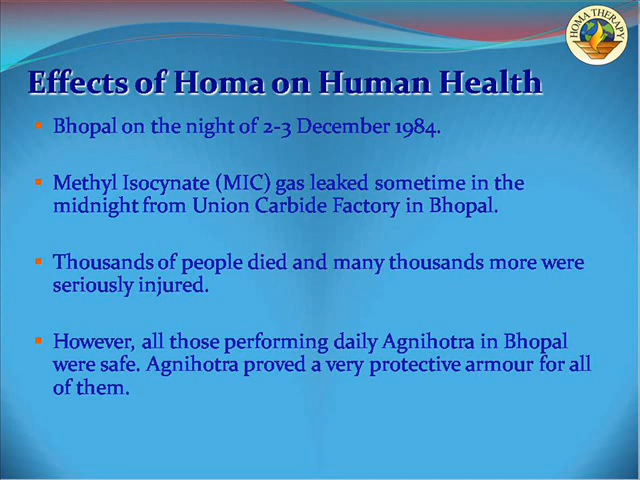 HOMA THERAPY
Effects of Homa on Human Health
Bhopal on the night of 2-3 December 1984.
Methyl Isocynate (MIC) gas leaked sometime in the
midnight from Union Carbide Factory in Bhopal.
Thousands of people died and many thousands more were
seriously injured.
However, all those performing daily Agnihotra in Bhopal
were safe. Agnihotra proved a very protective armour for all
of them.